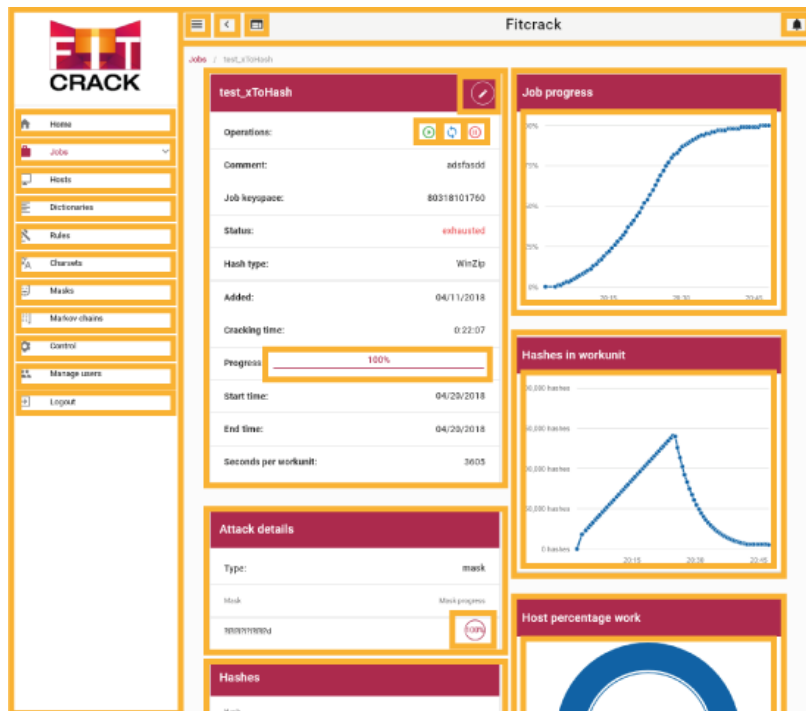 FIT
CRACK
Fitcrack
Jobs / test_xToHash
Home
Jobs
Hosts
Dictionaries
Rules
Charsets
Masks
Markov chains
Control
Manage users
Logout
test_xToHash
Operations:
Comment: adsfasdd
Job keyspace: 80318101760
Status: exhausted
Hash type: WinZip
Added: 04/11/2018
Cracking time: 0:22:07
Progress: 100%
Start time: 04/20/2018
End time: 04/20/2018
Seconds per workunit: 3605
Attack details
Type: mask
Mask Mask progress
100%
Hashes
Job progress
75%
25%
0%
20:15 20:30 20:45
Hashes in workunit
0 hashes
20:15 20:30 20:45
Host percentage work